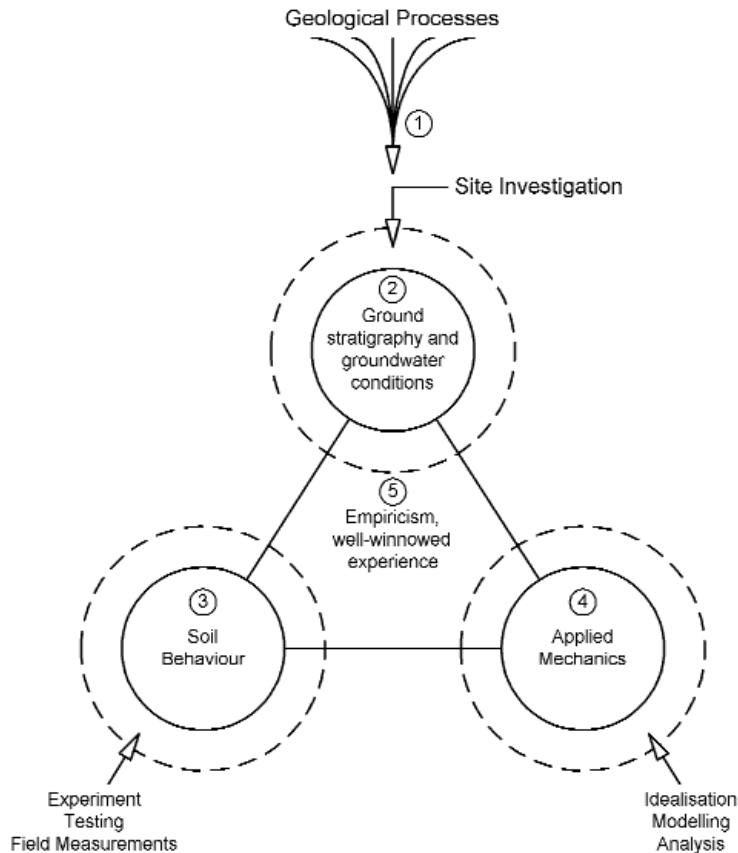 Geological Processes
1
Site Investigation
2
Ground
stratigraphy and
groundwater
conditions
5
Empiricism,
well-winnowed
experience
3
Soil
Behaviour
4
Applied
Mechanics
Experiment
Testing
Field Measurements
Idealisation
Modelling
Analysis